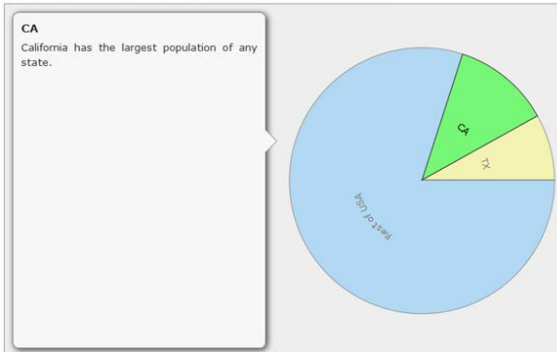 CA
California has the largest population of any
state.
CA
TX
Rest of USA